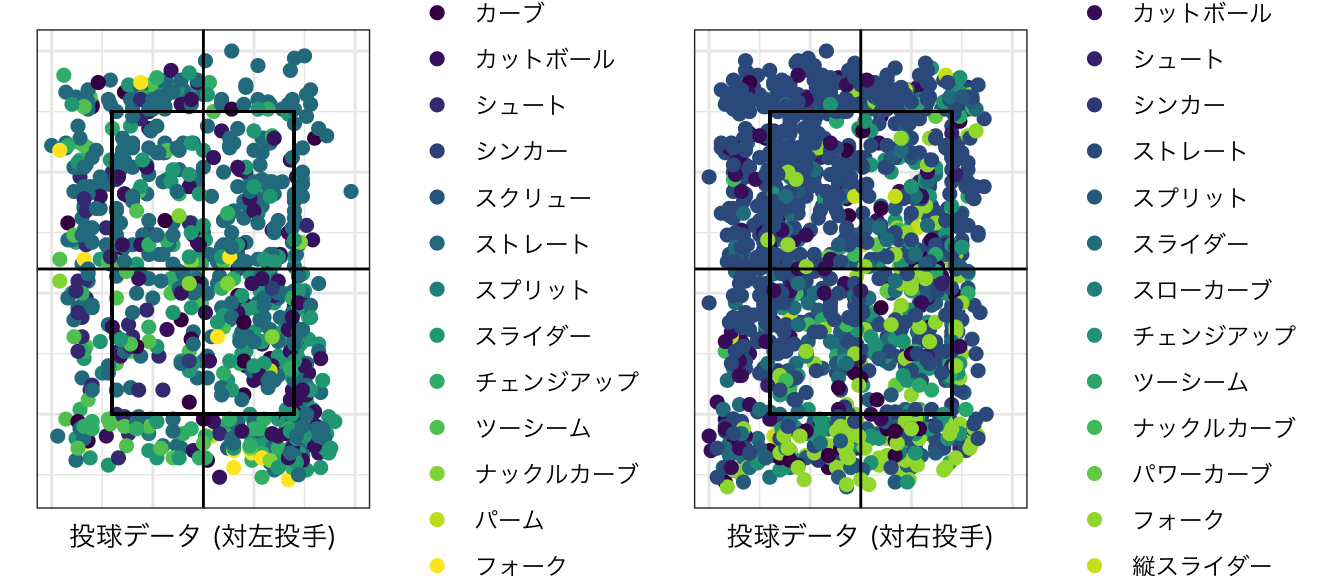 カーブ
カットボール
シュート
シンカー
スクリュー
ストレート
スプリット
スライダー
チェンジアップ
ツーシーム
ナックルカーブ
パーム
フォーク
投球データ (対左投手)
カットボール
シュート
シンカー
ストレート
スプリット
スライダー
スローカーブ
チェンジアップ
ツーシーム
ナックルカーブ
パワーカーブ
フォーク
縦スライダー
投球データ (対右投手)